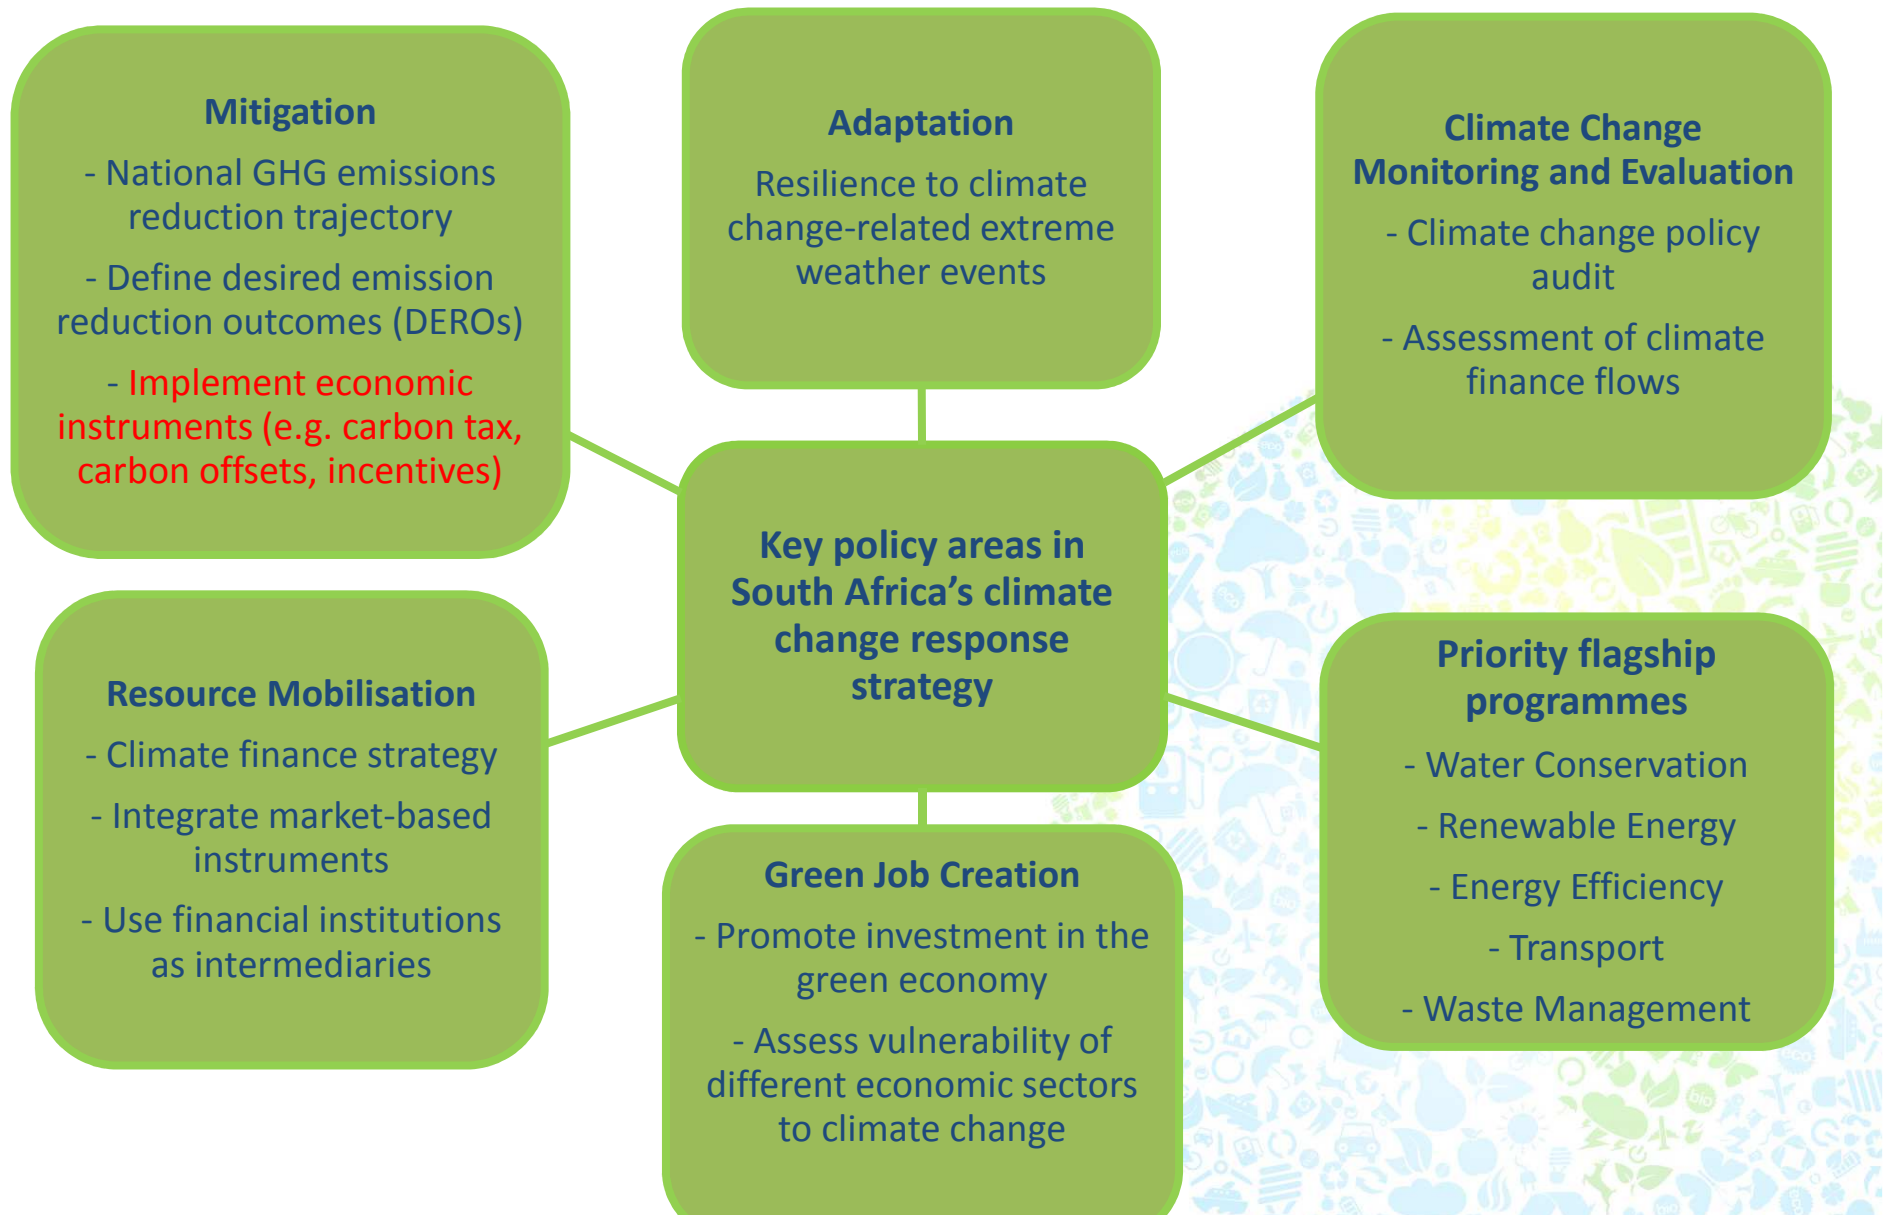 Mitigation
- National GHG emissions
reduction trajectory
- Define desired emission
reduction outcomes (DEROs)
- Implement economic
instruments (e.g. carbon tax,
carbon offsets, incentives)
Adaptation
Resilience to climate
change-related extreme
weather events
Climate Change
Monitoring and Evaluation
- Climate change policy
audit
- Assessment of climate
finance flows
Key policy areas in
South Africa’s climate
change response
strategy
Resource Mobilisation
- Climate finance strategy
- Integrate market-based
instruments
- Use financial institutions
as intermediaries
Green Job Creation
- Promote investment in the
green economy
- Assess vulnerability of
different economic sectors
to climate change
Priority flagship
programmes
- Water Conservation
- Renewable Energy
- Energy Efficiency
- Transport
- Waste Management